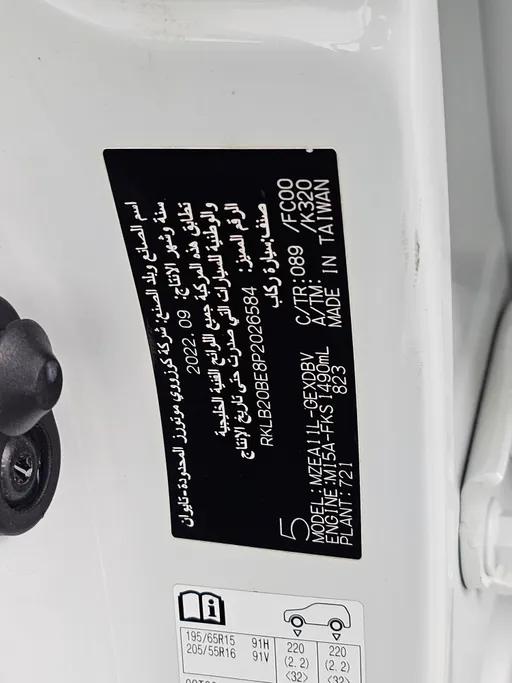 اسم الصانع وبلد الصنع: شركة كوزروي موتورز المحدودة-تايوان
سنة وشهر الانتاج: 2022.09
تطابق هذه المركبة جميع اللوائح الفنية الخليجية
والوطنية للسيارات التي صدرت حتى تاريخ الإنتاج
الرقم المميز: RKLB20BE8P2026584
صنف:سيارة ركاب
5
MODEL:MZEA11L-GEXDBV C/TR:089 /FC00
ENGINE:M15A-FKS 1490mL A/TM: /K320
PLANT:721 823 MADE IN TAIWAN
195/65R15 91H 220 220
205/55R16 91V (2.2) (2.2)
<32> <32>